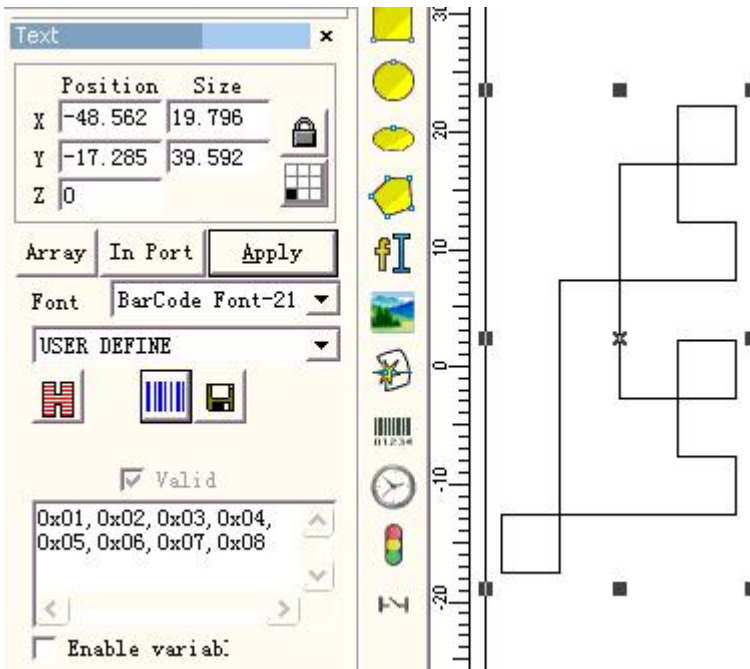 Text
Position Size
X -48.562 19.796
Y -17.285 39.592
Z 0
Array In Port Apply
Font BarCode Font-21
USER DEFINE
Valid
0x01, 0x02, 0x03, 0x04,
0x05, 0x06, 0x07, 0x08
Enable variab
01234
30
20
10
0
-10
-20